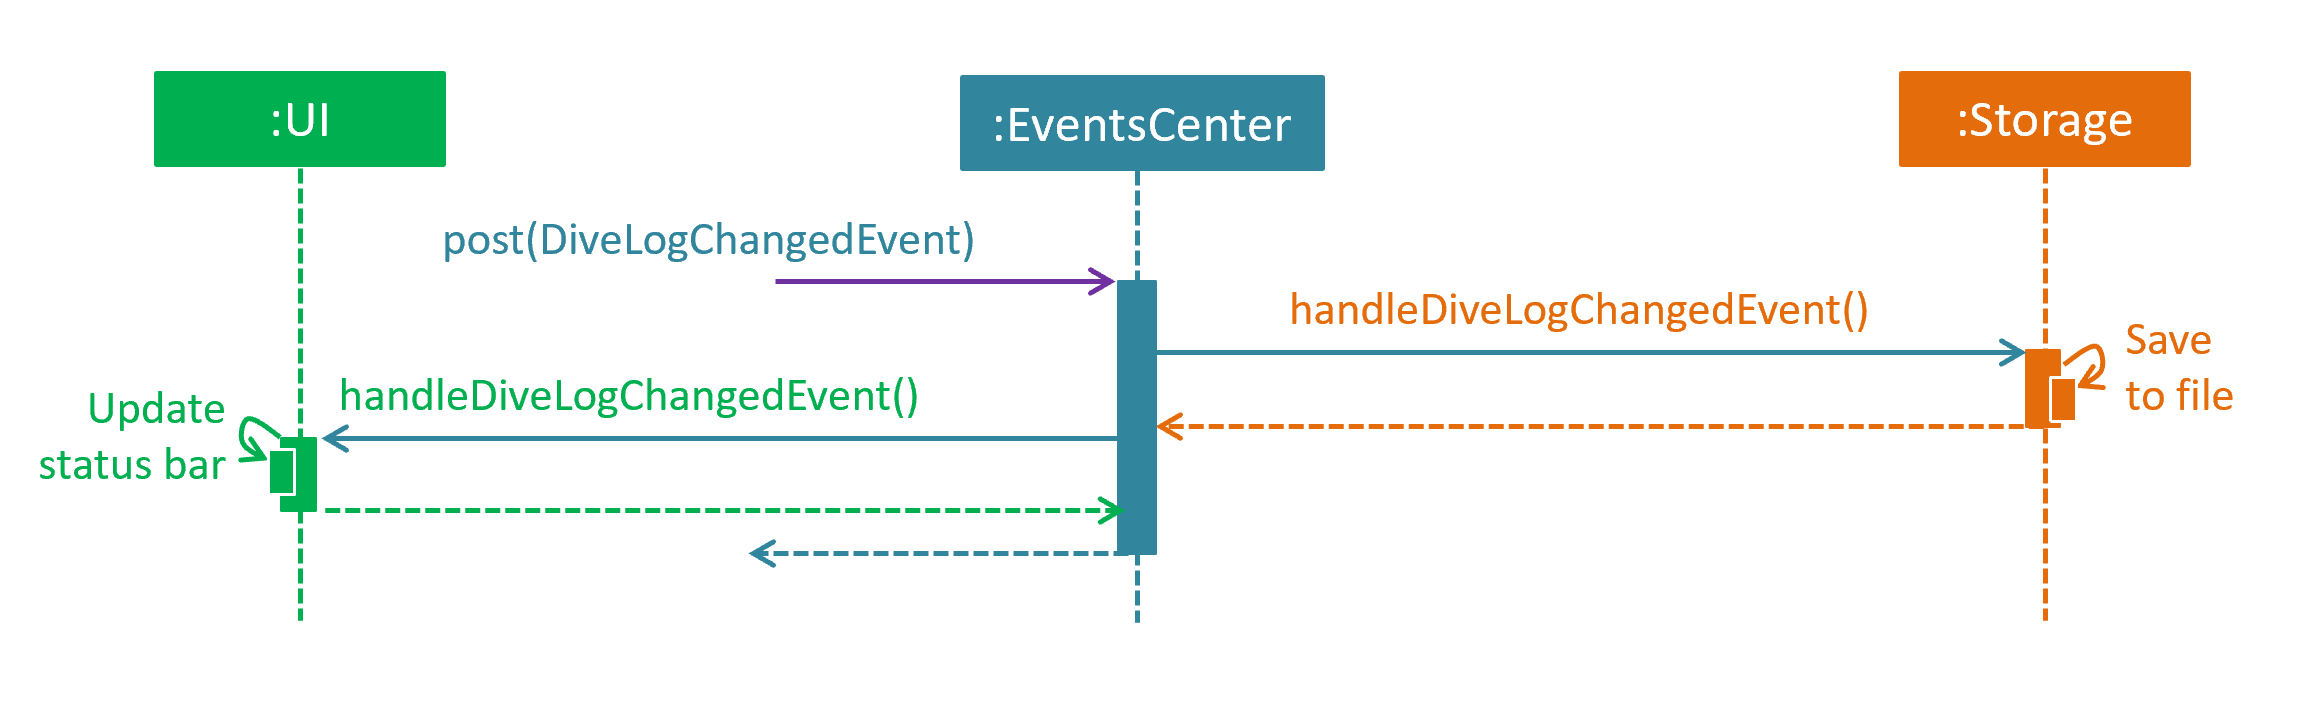 :UI
:EventsCenter
:Storage
post(DiveLogChangedEvent)
handleDiveLogChangedEvent()
Save
to file
handleDiveLogChangedEvent()
Update
status bar